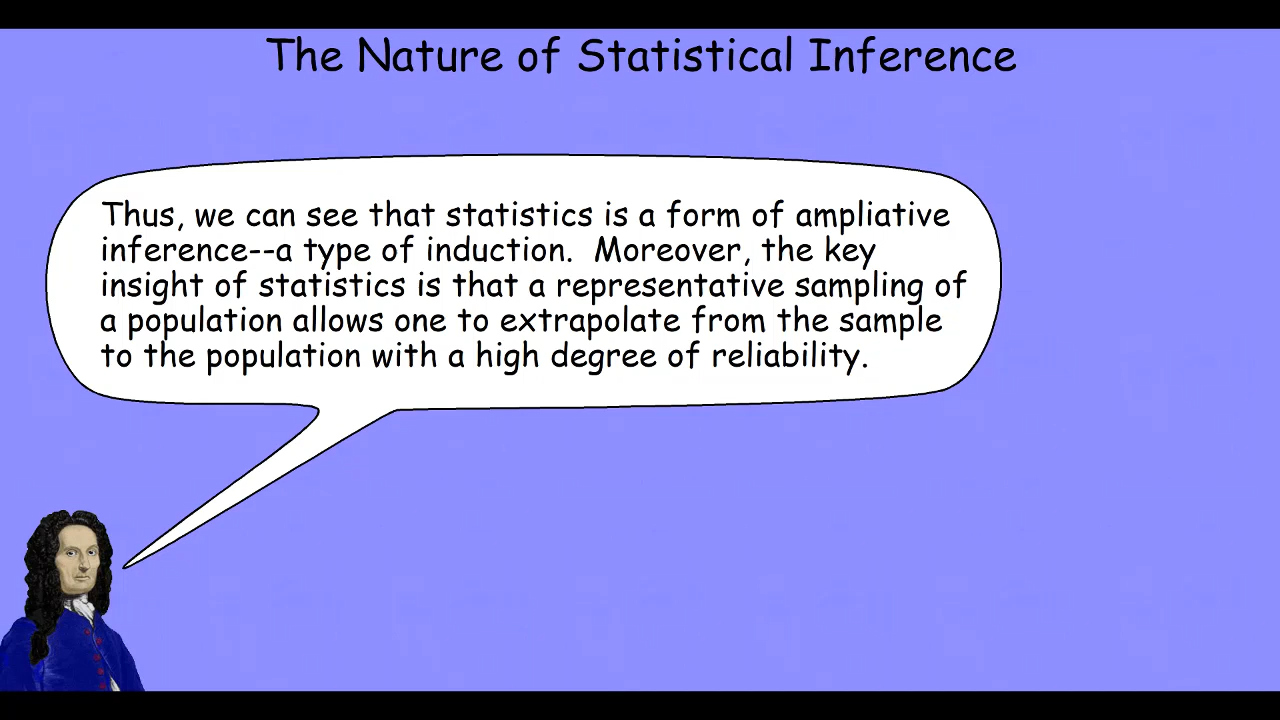 The Nature of Statistical Inference
Thus, we can see that statistics is a form of ampliative
inference--a type of induction.  Moreover, the key
insight of statistics is that a representative sampling of
a population allows one to extrapolate from the sample
to the population with a high degree of reliability.